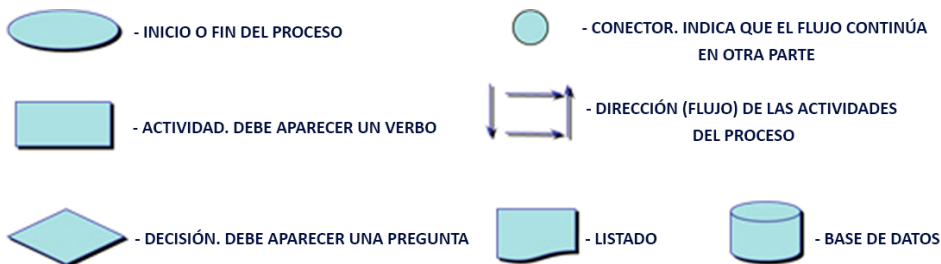 - INICIO O FIN DEL PROCESO
- CONECTOR. INDICA QUE EL FLUJO CONTINÚA
EN OTRA PARTE
- ACTIVIDAD. DEBE APARECER UN VERBO
- DIRECCIÓN (FLUJO) DE LAS ACTIVIDADES
DEL PROCESO
- DECISIÓN. DEBE APARECER UNA PREGUNTA
- LISTADO
- BASE DE DATOS